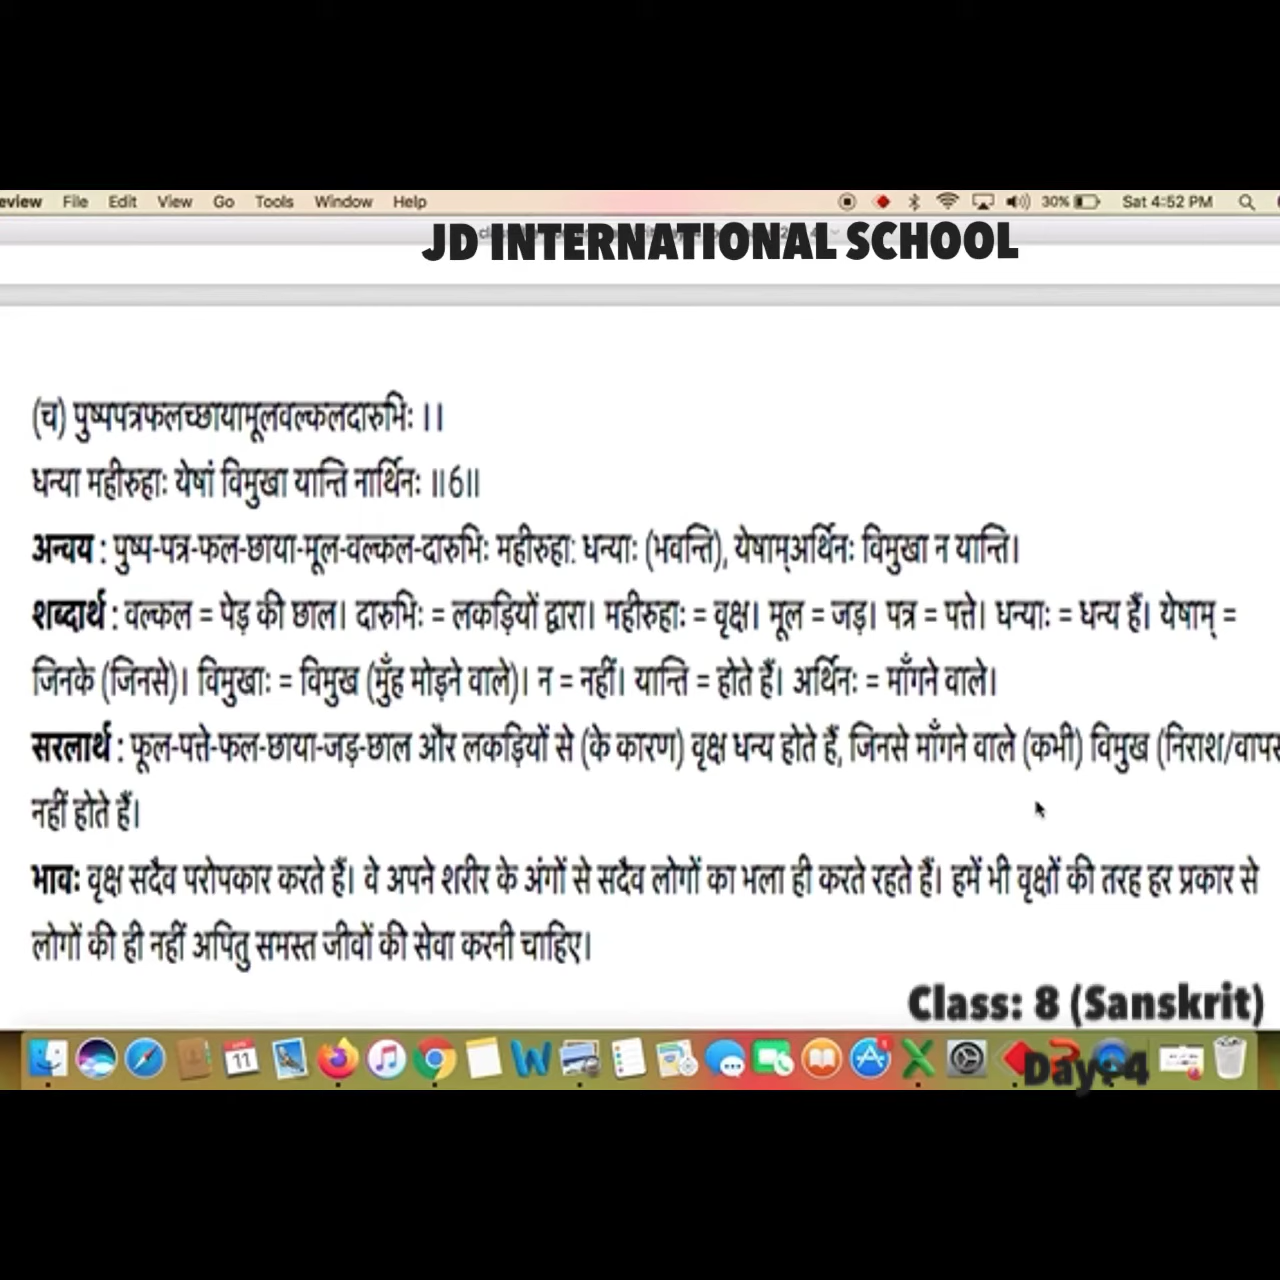 eview File Edit View Go Tools Window Help 30% Sat 4:52 PM
JD INTERNATIONAL SCHOOL
(च) पुष्पपत्रफलच्छायामूलवल्कलदारुभिः ।।
धन्या महीरुहाः येषां विमुखा यान्ति नार्थिनः ॥6॥
अन्वय : पुष्प-पत्र-फल-छाया-मूल-वल्कल-दारुभिः महीरुहा: धन्याः (भवन्ति), येषाम्अर्थिनः विमुखा न यान्ति।
शब्दार्थ : वल्कल = पेड़ की छाल। दारुभिः = लकड़ियों द्वारा। महीरुहाः = वृक्ष। मूल = जड़। पत्र = पत्ते। धन्याः = धन्य हैं। येषाम् =
जिनके (जिनसे)। विमुखाः = विमुख (मुँह मोड़ने वाले)। न = नहीं। यान्ति = होते हैं। अर्थिनः = माँगने वाले।
सरलार्थ : फूल-पत्ते-फल-छाया-जड़-छाल और लकड़ियों से (के कारण) वृक्ष धन्य होते हैं, जिनसे माँगने वाले (कभी) विमुख (निराश/वापस
नहीं होते हैं।
भावः वृक्ष सदैव परोपकार करते हैं। वे अपने शरीर के अंगों से सदैव लोगों का भला ही करते रहते हैं। हमें भी वृक्षों की तरह हर प्रकार से
लोगों की ही नहीं अपितु समस्त जीवों की सेवा करनी चाहिए।
Class: 8 (Sanskrit)
11
Day: 4